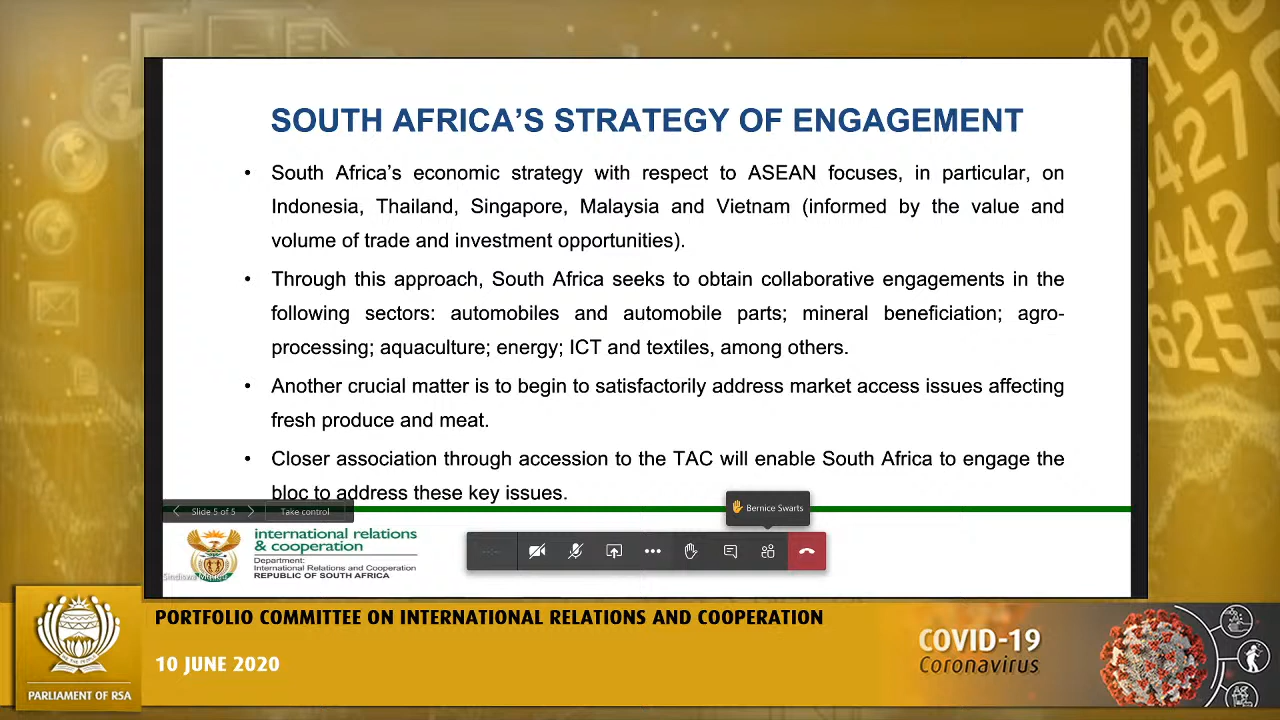 SOUTH AFRICA’S STRATEGY OF ENGAGEMENT
• South Africa’s economic strategy with respect to ASEAN focuses, in particular, on
Indonesia, Thailand, Singapore, Malaysia and Vietnam (informed by the value and
volume of trade and investment opportunities).
• Through this approach, South Africa seeks to obtain collaborative engagements in the
following sectors: automobiles and automobile parts; mineral beneficiation; agro-
processing; aquaculture; energy; ICT and textiles, among others.
• Another crucial matter is to begin to satisfactorily address market access issues affecting
fresh produce and meat.
• Closer association through accession to the TAC will enable South Africa to engage the
bloc to address these key issues.
Slide 5 of 5
Take control
Bernice Swarts
international relations
& cooperation
Department:
International Relations and Cooperation
REPUBLIC OF SOUTH AFRICA
Sindiswa
PORTFOLIO COMMITTEE ON INTERNATIONAL RELATIONS AND COOPERATION
10 JUNE 2020
PARLIAMENT OF RSA
COVID-19
Coronavirus